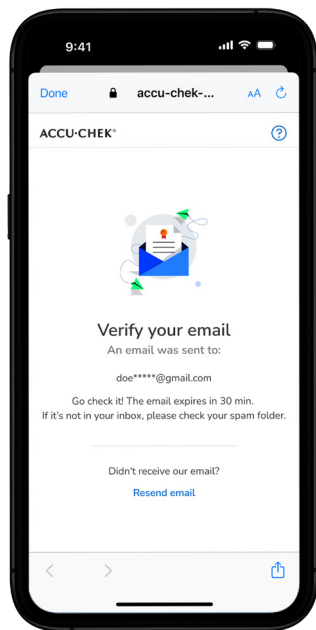 9:41
Done accu-chek-... AA
ACCU-CHEK®
?
Verify your email
An email was sent to:
doe*****@gmail.com
Go check it! The email expires in 30 min.
If it's not in your inbox, please check your spam folder.
Didn't receive our email?
Resend email